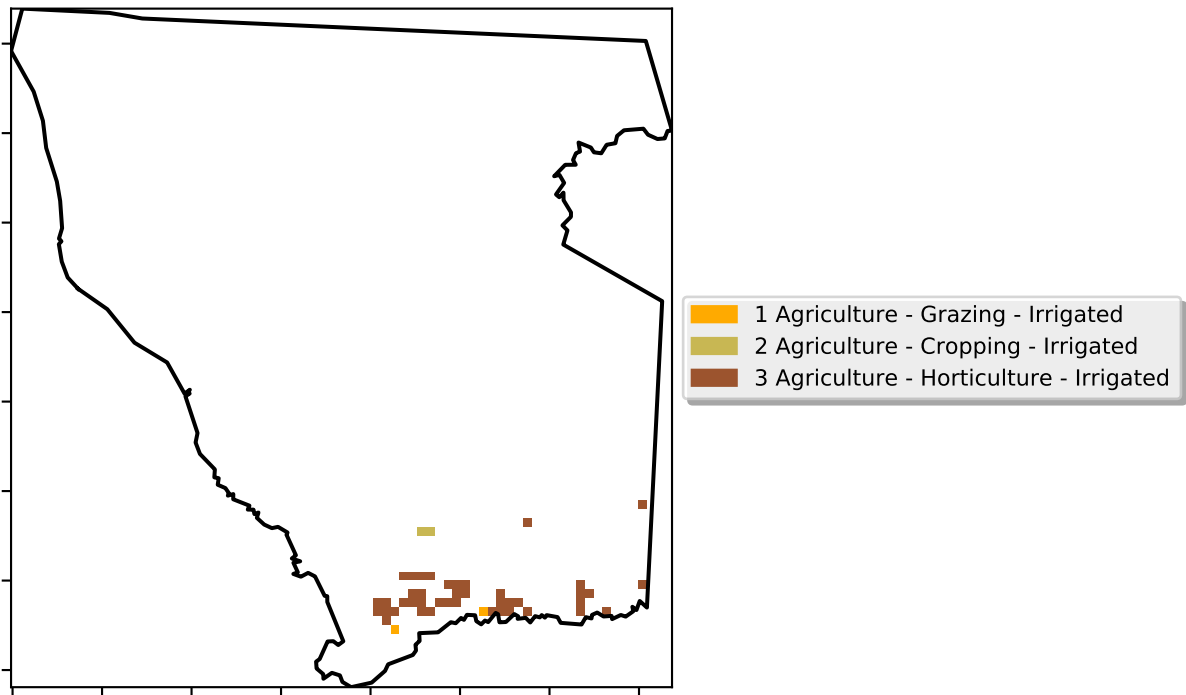 1 Agriculture - Grazing - Irrigated
2 Agriculture - Cropping - Irrigated
3 Agriculture - Horticulture - Irrigated